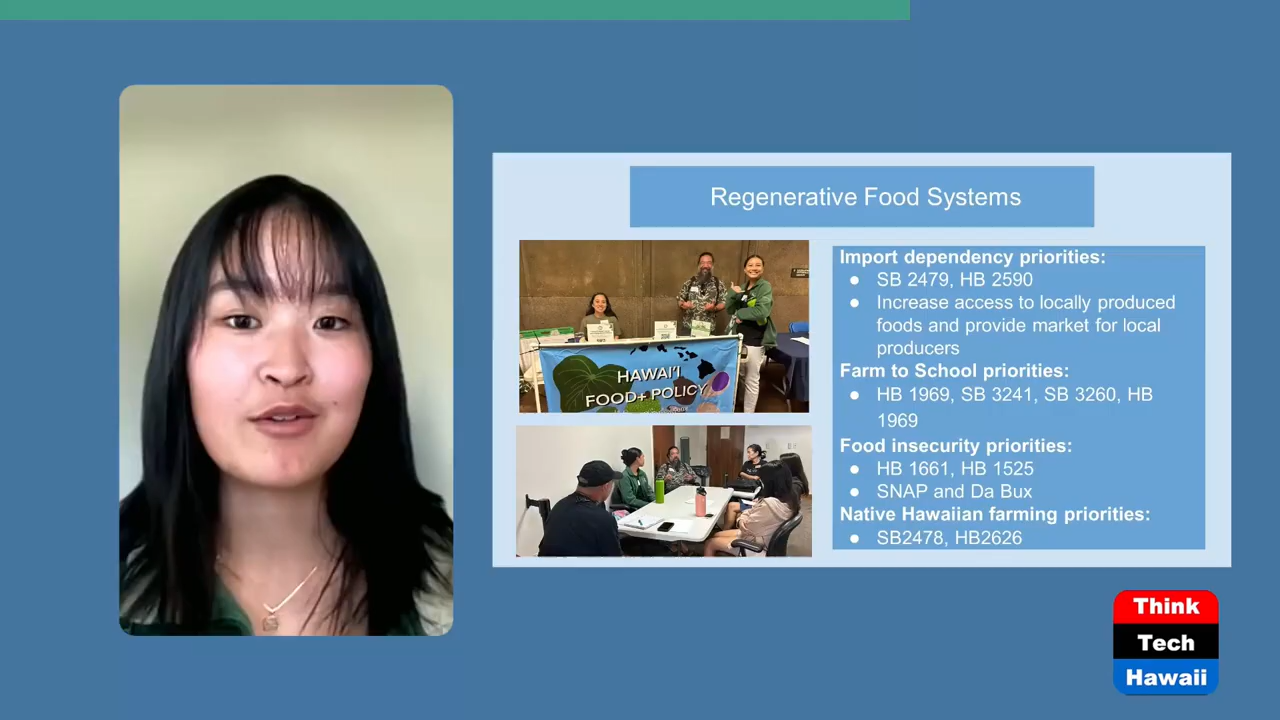 Regenerative Food Systems
HAWAI'I
FOOD+ POLICY
Import dependency priorities:
● SB 2479, HB 2590
● Increase access to locally produced
foods and provide market for local
producers
Farm to School priorities:
● HB 1969, SB 3241, SB 3260, HB
1969
Food insecurity priorities:
● HB 1661, HB 1525
● SNAP and Da Bux
Native Hawaiian farming priorities:
● SB2478, HB2626
Think
Tech
Hawaii